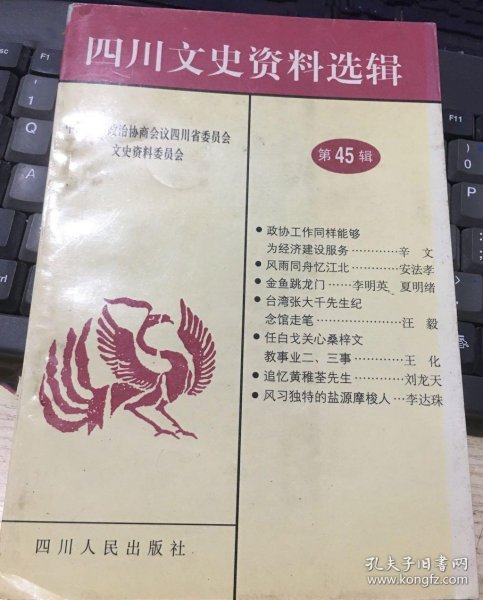 四川文史资料选辑
政治协商会议四川省委员会
文史资料委员会
第45辑
● 政协工作同样能够
为经济建设服务…………辛 文
● 风雨同舟忆江北…………安法孝
● 金鱼跳龙门……李明英、夏明绪
● 台湾张大千先生纪
念馆走笔………………汪 毅
● 任白戈关心桑梓文
教事业二、三事…………王 化
● 追忆黄稚荃先生…………刘龙天
● 风习独特的盐源摩梭人…李达珠
四川人民出版社
F1
F11
Q
A
孔夫子旧书网
www.kongfz.com